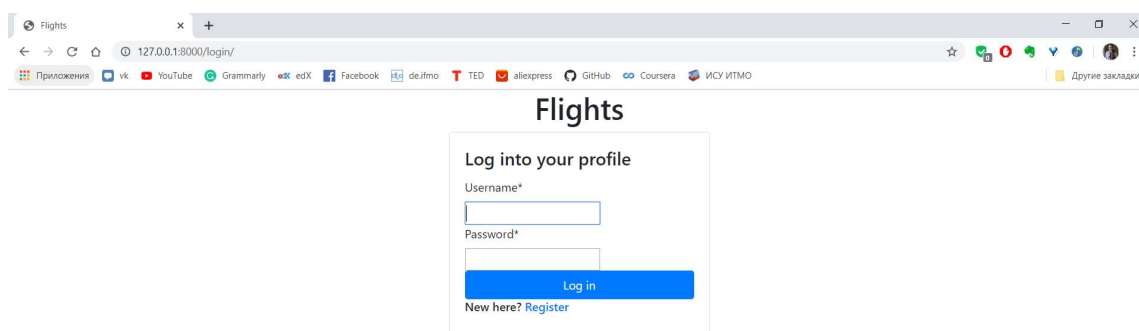 Flights
127.0.0.1:8000/login/
Приложения vk YouTube Grammarly edX Facebook de.ifmo TED aliexpress GitHub Coursera ИСУ ИТМО Другие закладки
Flights
Log into your profile
Username*
Password*
Log in
New here? Register